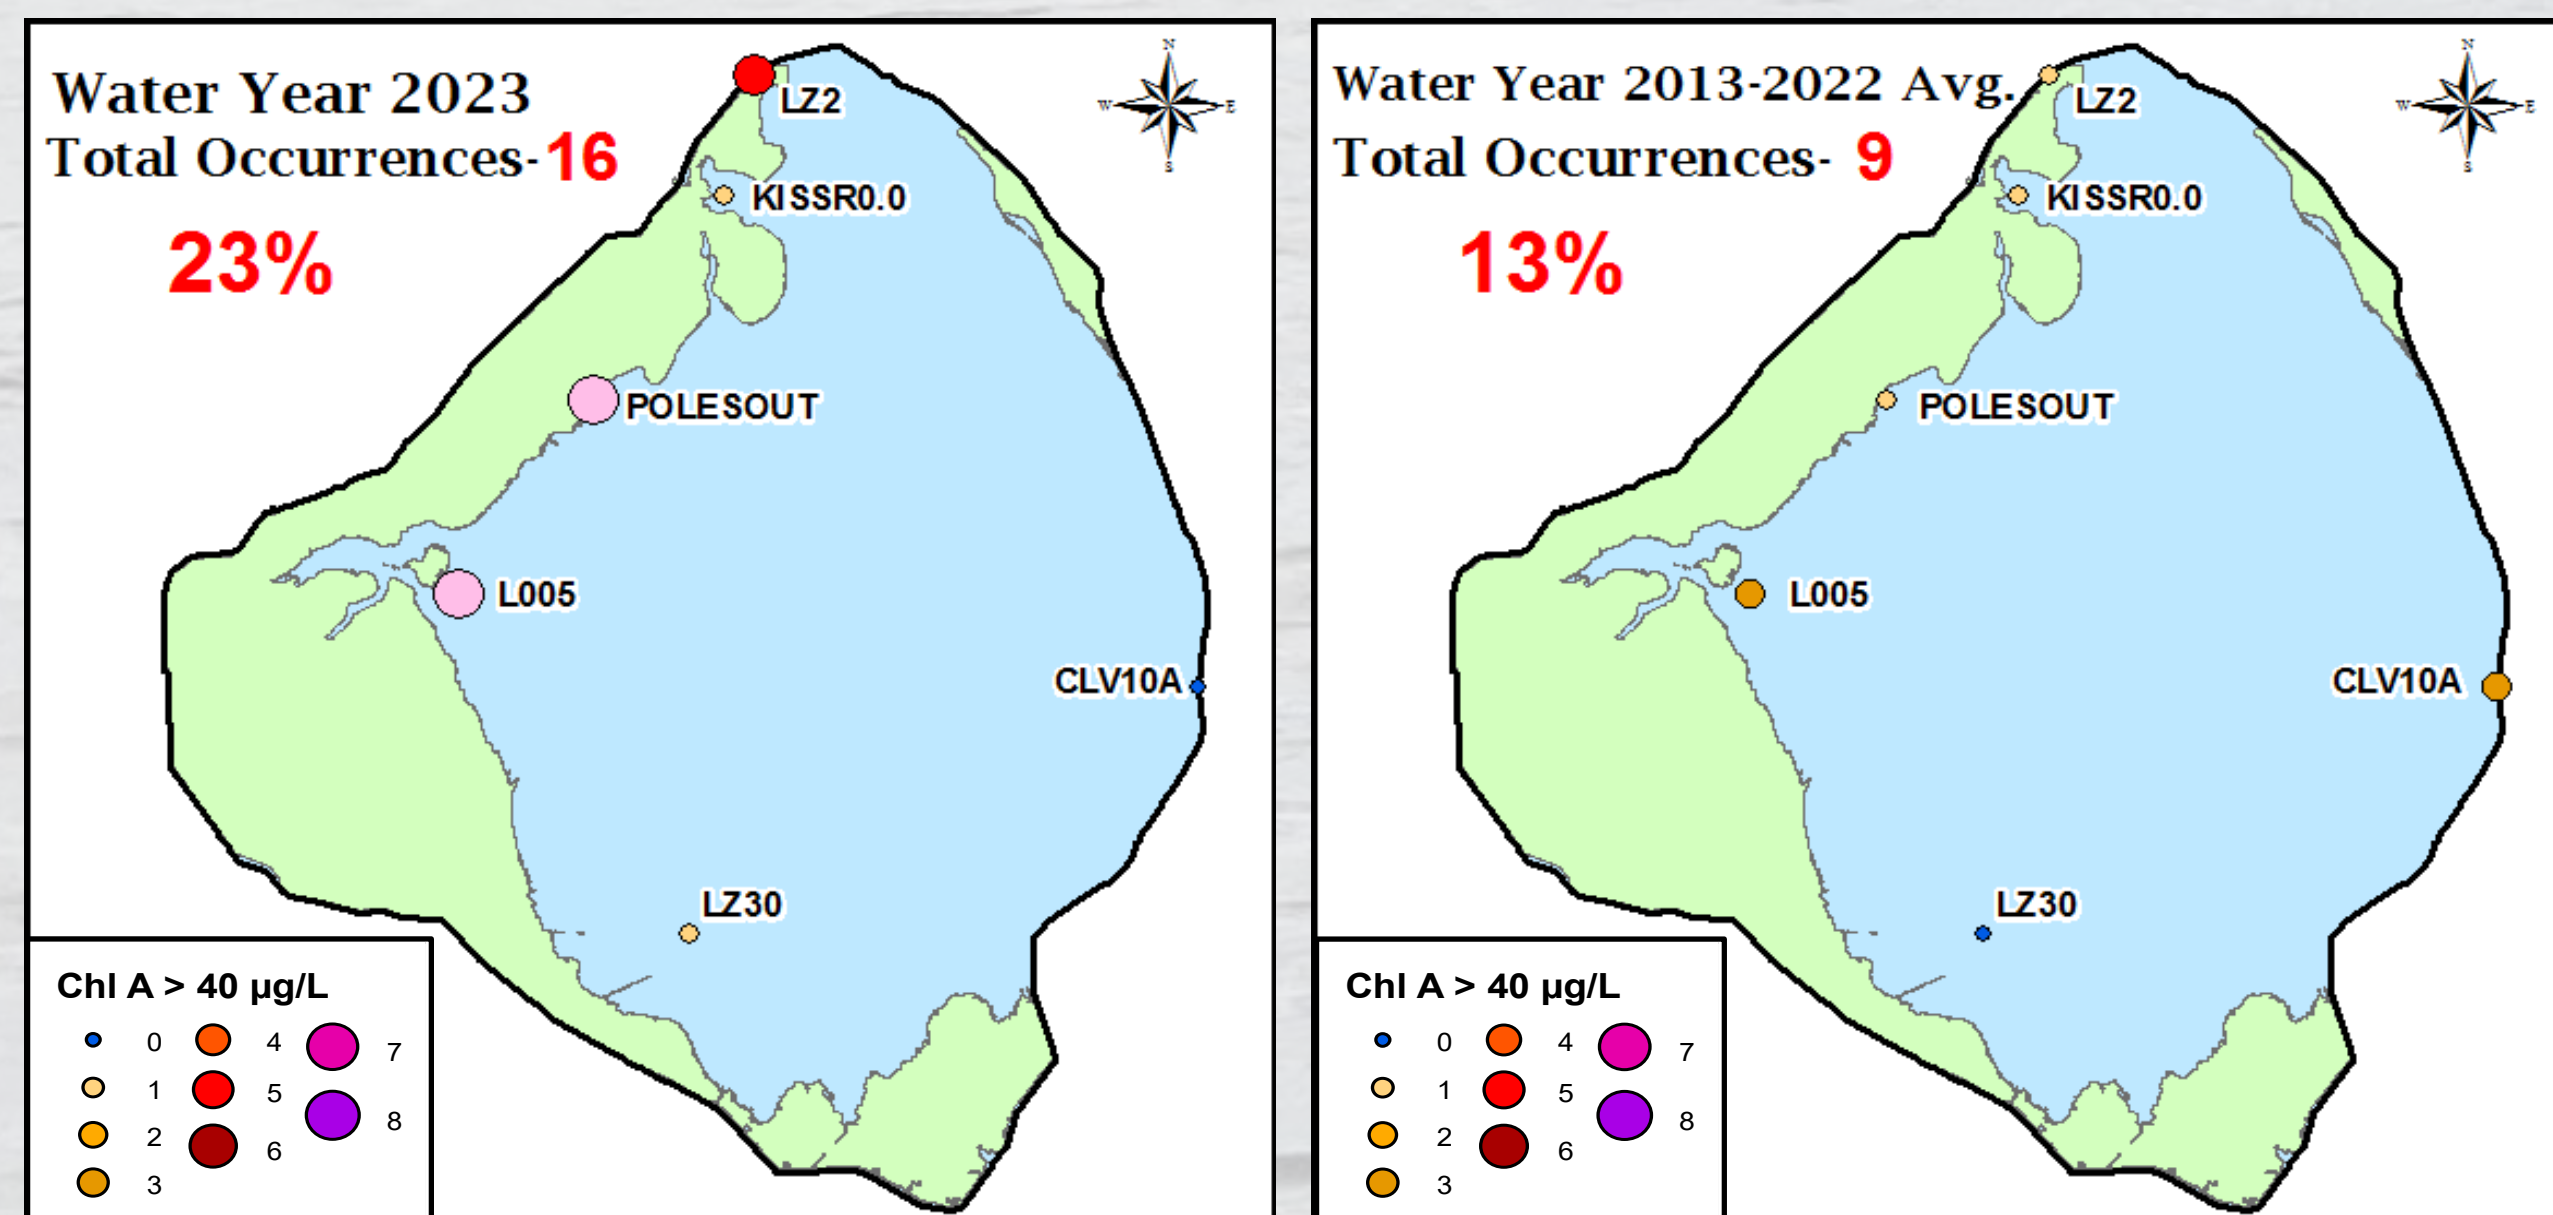 Water Year 2023
Total Occurrences- 16
23%
N
W
E
S
LZ2
KISSR0.0
POLESOUT
L005
CLV10A
LZ30
Chl A > 40 µg/L
0
1
2
3
4
5
6
7
8
Water Year 2013-2022 Avg.
Total Occurrences- 9
13%
N
W
E
S
LZ2
KISSR0.0
POLESOUT
L005
CLV10A
LZ30
Chl A > 40 µg/L
0
1
2
3
4
5
6
7
8